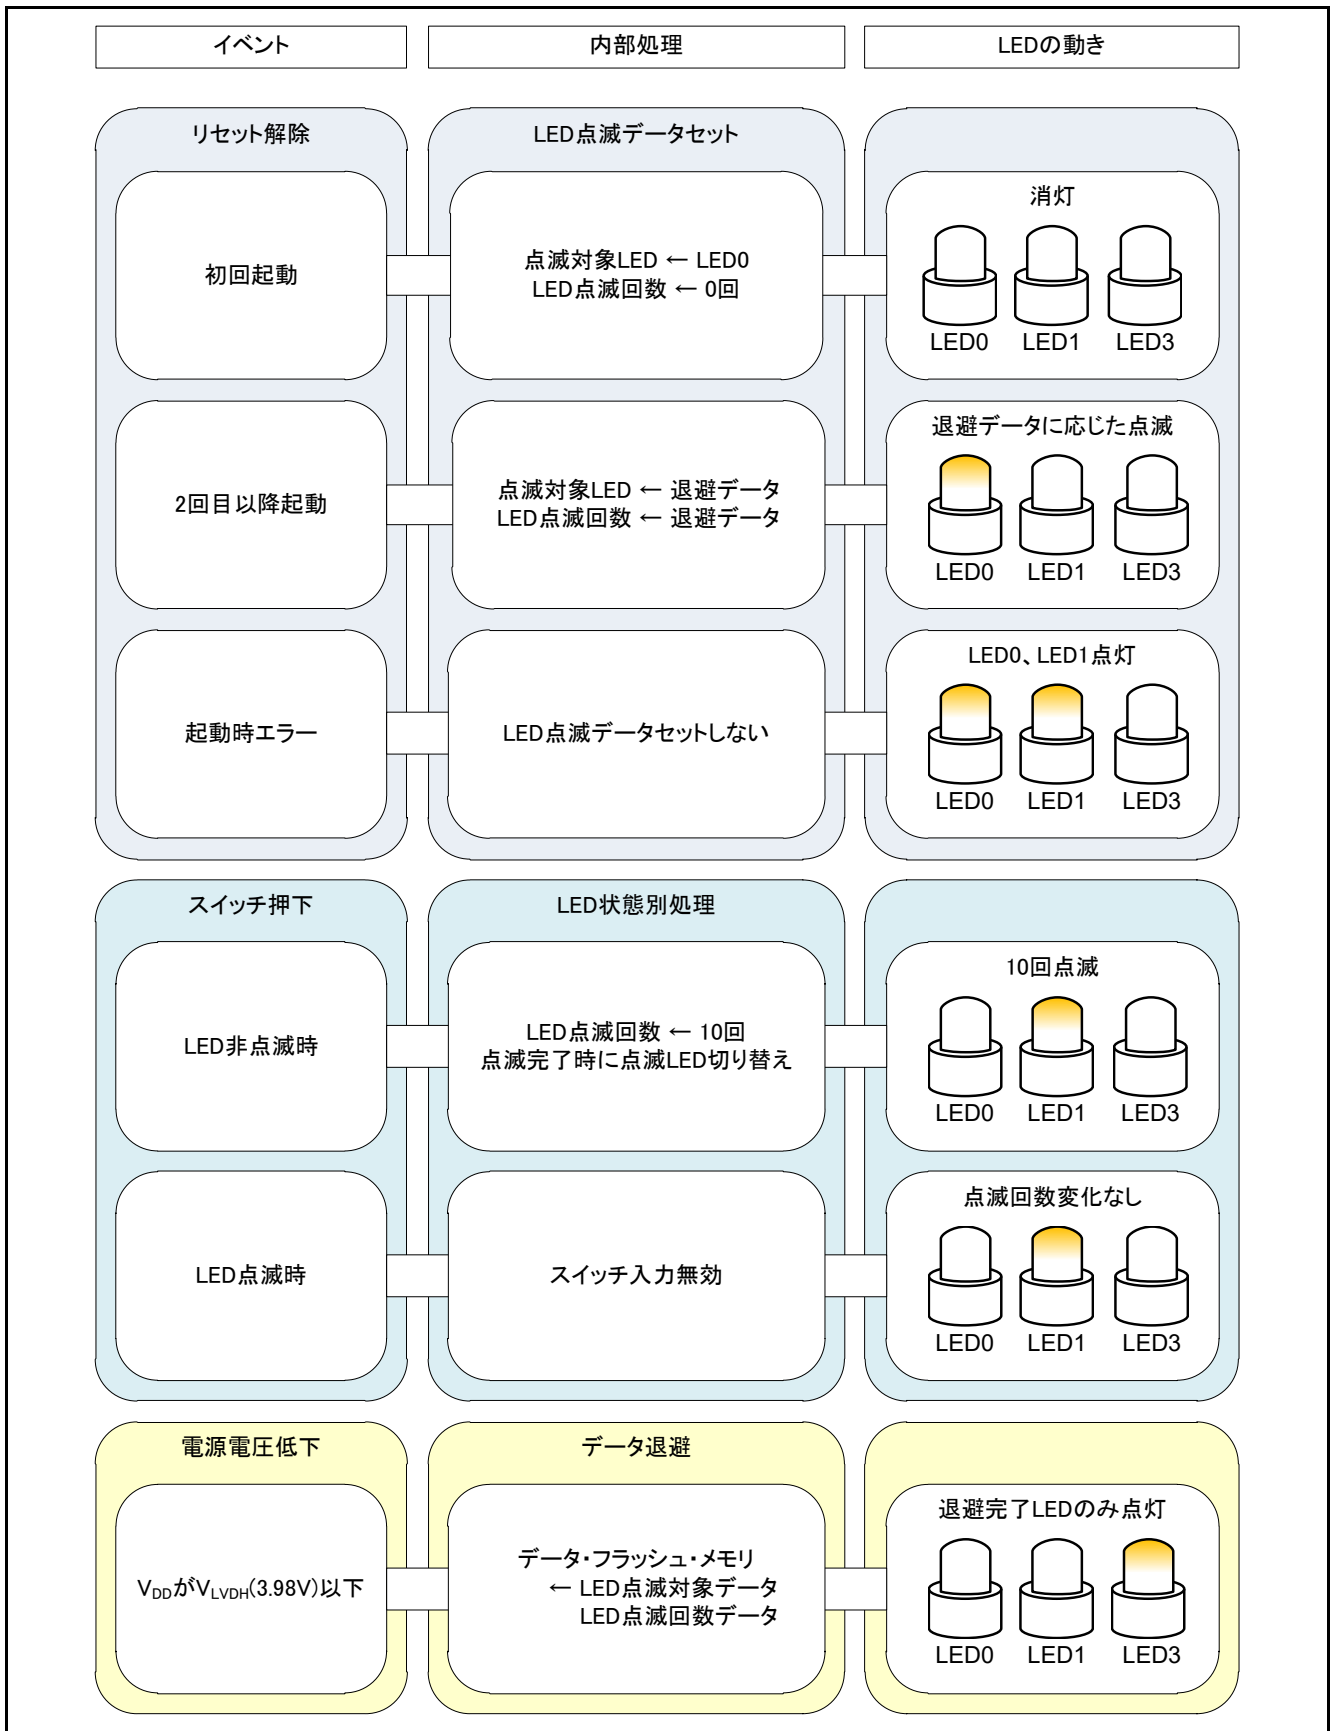 イベント
内部処理
LEDの動き
リセット解除
LED点滅データセット
初回起動
点滅対象LED ← LED0
LED点滅回数 ← 0回
消灯
LED0 LED1 LED3
2回目以降起動
点滅対象LED ← 退避データ
LED点滅回数 ← 退避データ
退避データに応じた点滅
LED0 LED1 LED3
起動時エラー
LED点滅データセットしない
LED0、LED1点灯
LED0 LED1 LED3
スイッチ押下
LED状態別処理
LED非点滅時
LED点滅回数 ← 10回
点滅完了時に点滅LED切り替え
10回点滅
LED0 LED1 LED3
LED点滅時
スイッチ入力無効
点滅回数変化なし
LED0 LED1 LED3
電源電圧低下
データ退避
VDDがVLVDH(3.98V)以下
データ・フラッシュ・メモリ
← LED点滅対象データ
LED点滅回数データ
退避完了LEDのみ点灯
LED0 LED1 LED3